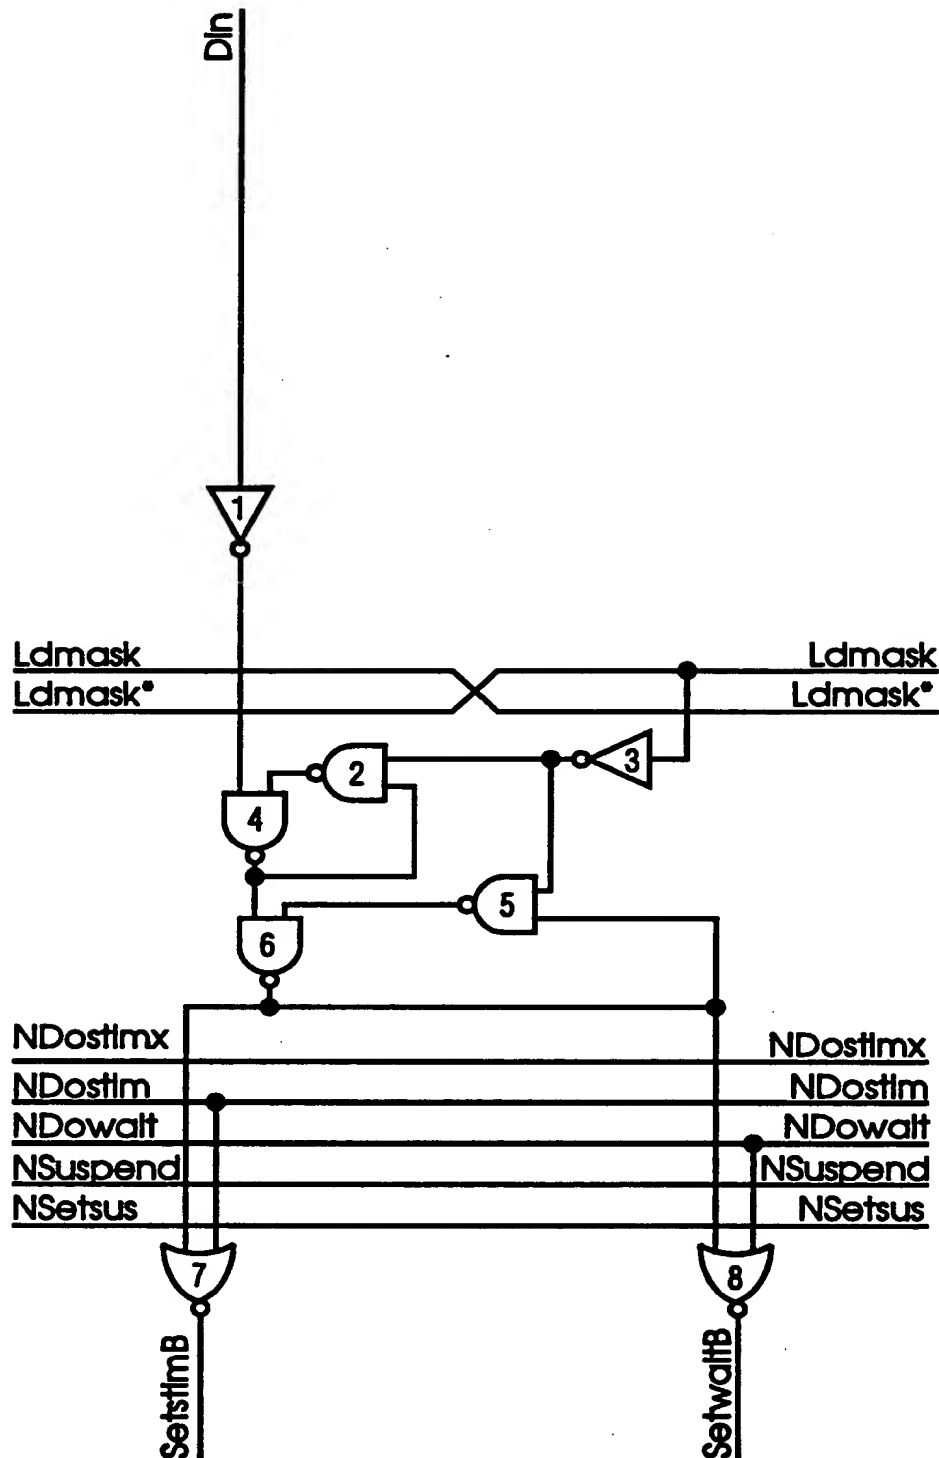 Din
1
Ldmask Ldmask
Ldmask* Ldmask*
3
2
4
5
6
NDostimx NDostimx
NDostim NDostim
NDowait NDowait
NSuspend NSuspend
NSetsus NSetsus
7 8
SetstimB SetwaitB